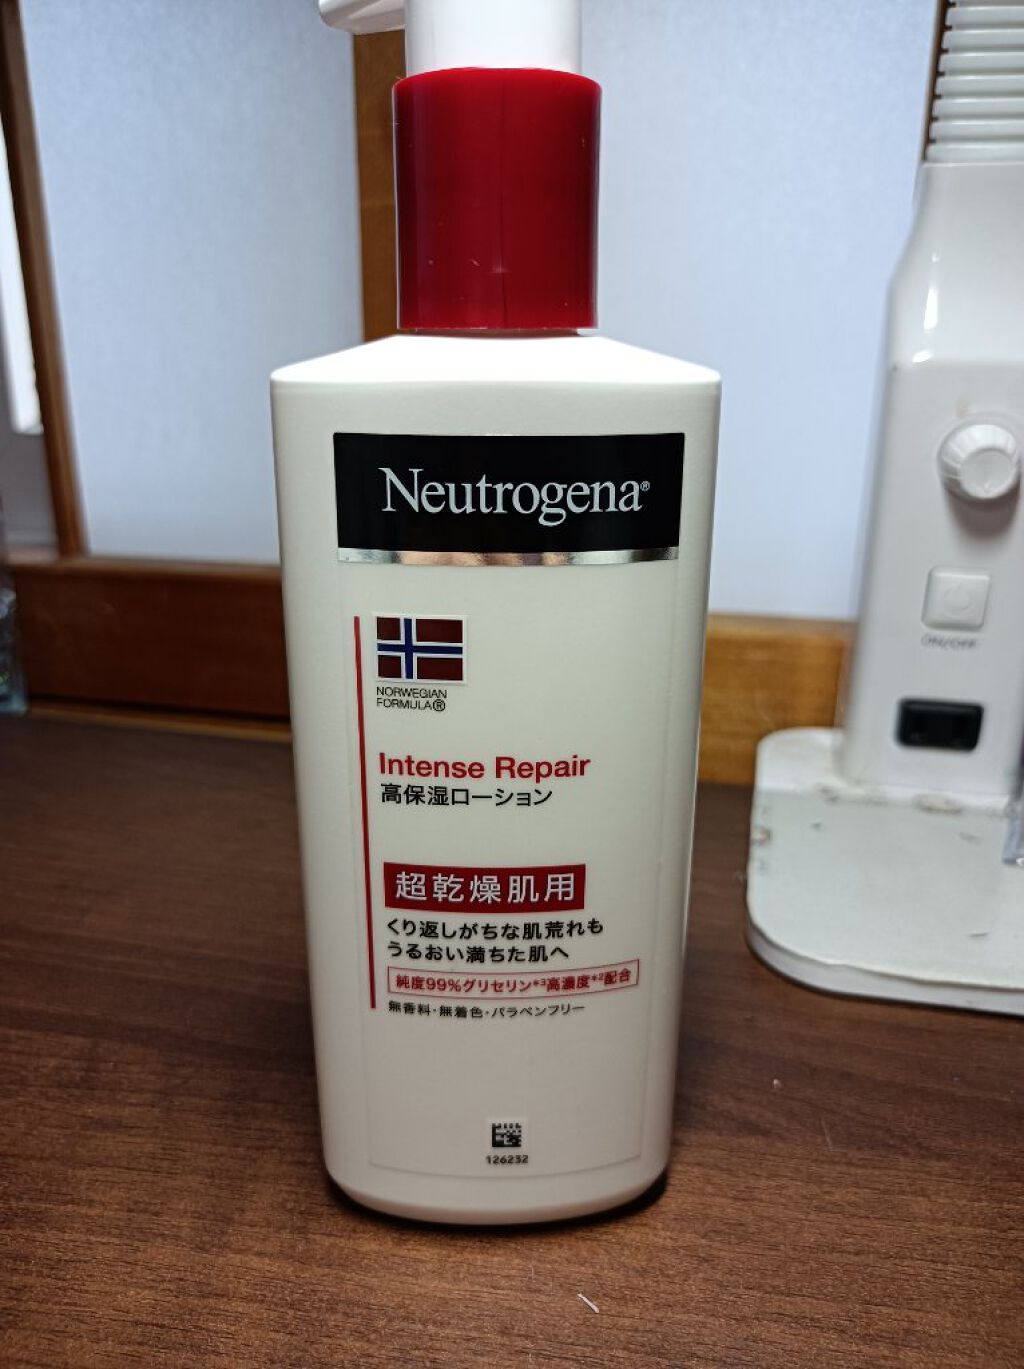 Neutrogena®
NORWEGIAN
FORMULA®
Intense Repair
高保湿ローション
超乾燥肌用
くり返しがちな肌荒れも
うるおい満ちた肌へ
純度99%グリセリン*³高濃度*²配合
無香料・無着色・パラベンフリー
126232
ON/OFF